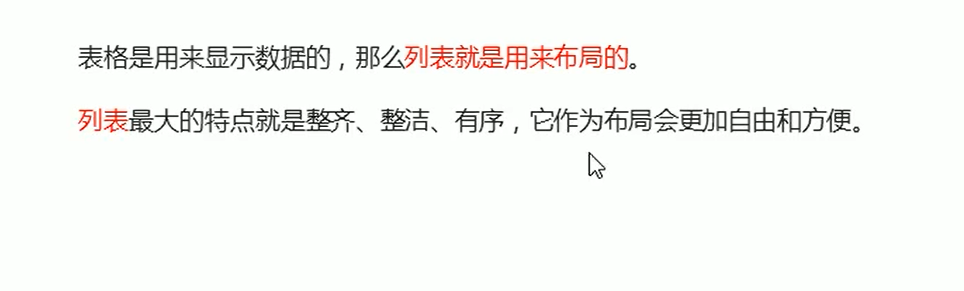 表格是用来显示数据的，那么列表就是用来布局的。
列表最大的特点就是整齐、整洁、有序，它作为布局会更加自由和方便。